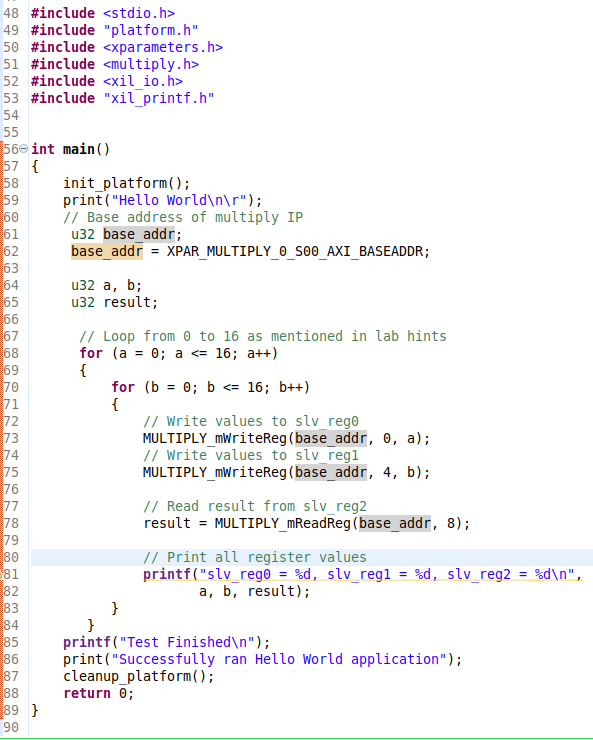 48 #include <stdio.h>
49 #include "platform.h"
50 #include <xparameters.h>
51 #include <multiply.h>
52 #include <xil_io.h>
53 #include "xil_printf.h"
54
55
56 int main()
57 {
58     init_platform();
59     print("Hello World\n\r");
60     // Base address of multiply IP
61      u32 base_addr;
62      base_addr = XPAR_MULTIPLY_0_S00_AXI_BASEADDR;
63
64      u32 a, b;
65      u32 result;
66
67       // Loop from 0 to 16 as mentioned in lab hints
68       for (a = 0; a <= 16; a++)
69       {
70           for (b = 0; b <= 16; b++)
71           {
72               // Write values to slv_reg0
73               MULTIPLY_mWriteReg(base_addr, 0, a);
74               // Write values to slv_reg1
75               MULTIPLY_mWriteReg(base_addr, 4, b);
76
77               // Read result from slv_reg2
78               result = MULTIPLY_mReadReg(base_addr, 8);
79
80               // Print all register values
81               printf("slv_reg0 = %d, slv_reg1 = %d, slv_reg2 = %d\n",
82                      a, b, result);
83           }
84        }
85     printf("Test Finished\n");
86     print("Successfully ran Hello World application");
87     cleanup_platform();
88     return 0;
89 }
90